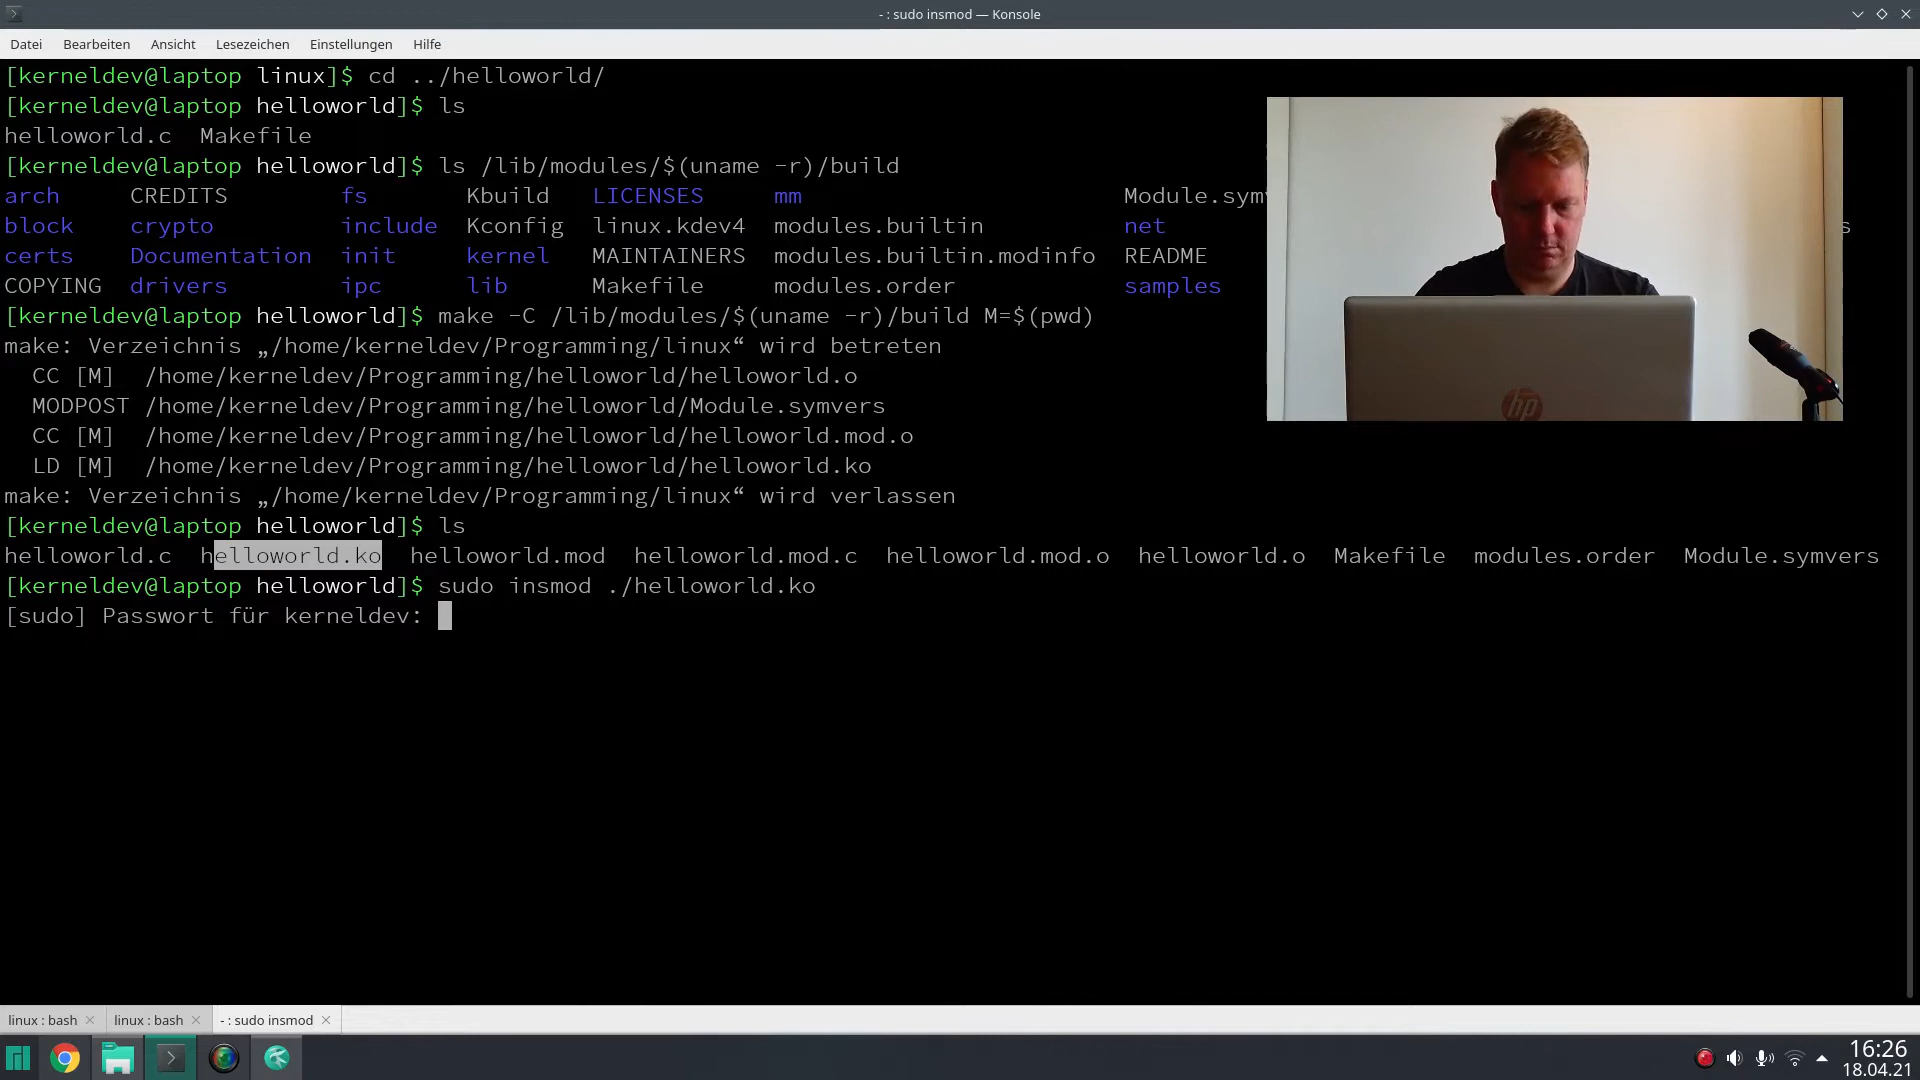 - : sudo insmod — Konsole
Datei Bearbeiten Ansicht Lesezeichen Einstellungen Hilfe
[kerneldev@laptop linux]$ cd ../helloworld/
[kerneldev@laptop helloworld]$ ls
helloworld.c Makefile
[kerneldev@laptop helloworld]$ ls /lib/modules/$(uname -r)/build
arch CREDITS fs Kbuild LICENSES mm
block crypto include Kconfig linux.kdev4 modules.builtin net s
certs Documentation init kernel MAINTAINERS modules.builtin.modinfo README
COPYING drivers ipc lib Makefile modules.order samples
[kerneldev@laptop helloworld]$ make -C /lib/modules/$(uname -r)/build M=$(pwd)
make: Verzeichnis „/home/kerneldev/Programming/linux“ wird betreten
CC [M] /home/kerneldev/Programming/helloworld/helloworld.o
MODPOST /home/kerneldev/Programming/helloworld/Module.symvers
CC [M] /home/kerneldev/Programming/helloworld/helloworld.mod.o
LD [M] /home/kerneldev/Programming/helloworld/helloworld.ko
make: Verzeichnis „/home/kerneldev/Programming/linux“ wird verlassen
[kerneldev@laptop helloworld]$ ls
helloworld.c helloworld.ko helloworld.mod helloworld.mod.c helloworld.mod.o helloworld.o Makefile modules.order Module.symvers
[kerneldev@laptop helloworld]$ sudo insmod ./helloworld.ko
[sudo] Passwort für kerneldev:
hp
linux : bash linux : bash - : sudo insmod
16:26
18.04.21